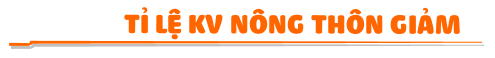 TỈ LỆ KV NÔNG THÔN GIẢM